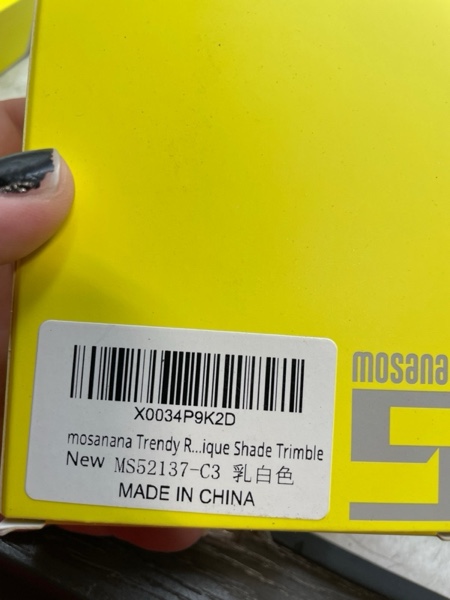 X0034P9K2D
mosanana Trendy R...ique Shade Trimble
New MS52137-C3 乳白色
MADE IN CHINA
mosana